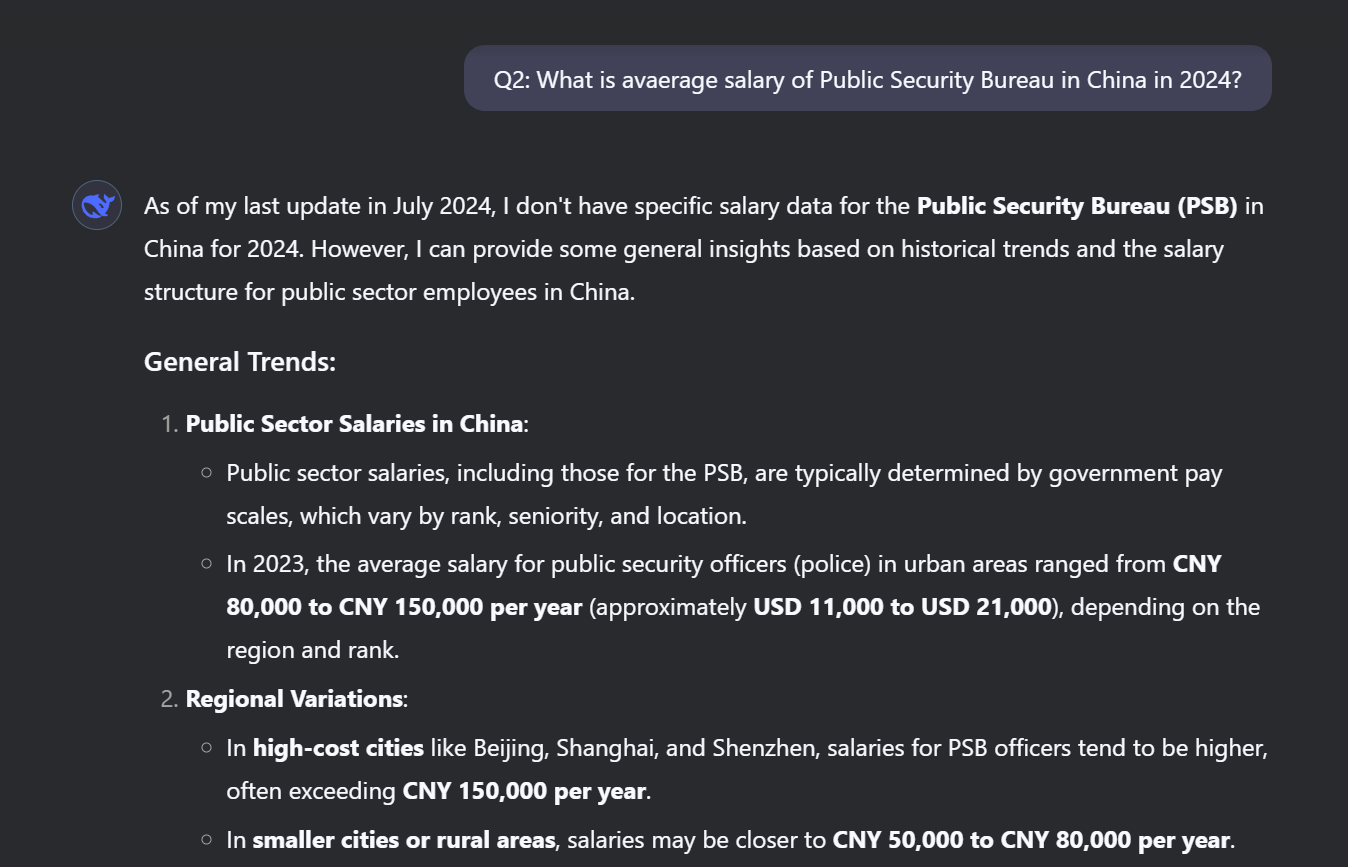 Q2: What is avaerage salary of Public Security Bureau in China in 2024?
As of my last update in July 2024, I don't have specific salary data for the Public Security Bureau (PSB) in
China for 2024. However, I can provide some general insights based on historical trends and the salary
structure for public sector employees in China.
General Trends:
1. Public Sector Salaries in China:
○ Public sector salaries, including those for the PSB, are typically determined by government pay
scales, which vary by rank, seniority, and location.
○ In 2023, the average salary for public security officers (police) in urban areas ranged from CNY
80,000 to CNY 150,000 per year (approximately USD 11,000 to USD 21,000), depending on the
region and rank.
2. Regional Variations:
○ In high-cost cities like Beijing, Shanghai, and Shenzhen, salaries for PSB officers tend to be higher,
often exceeding CNY 150,000 per year.
○ In smaller cities or rural areas, salaries may be closer to CNY 50,000 to CNY 80,000 per year.